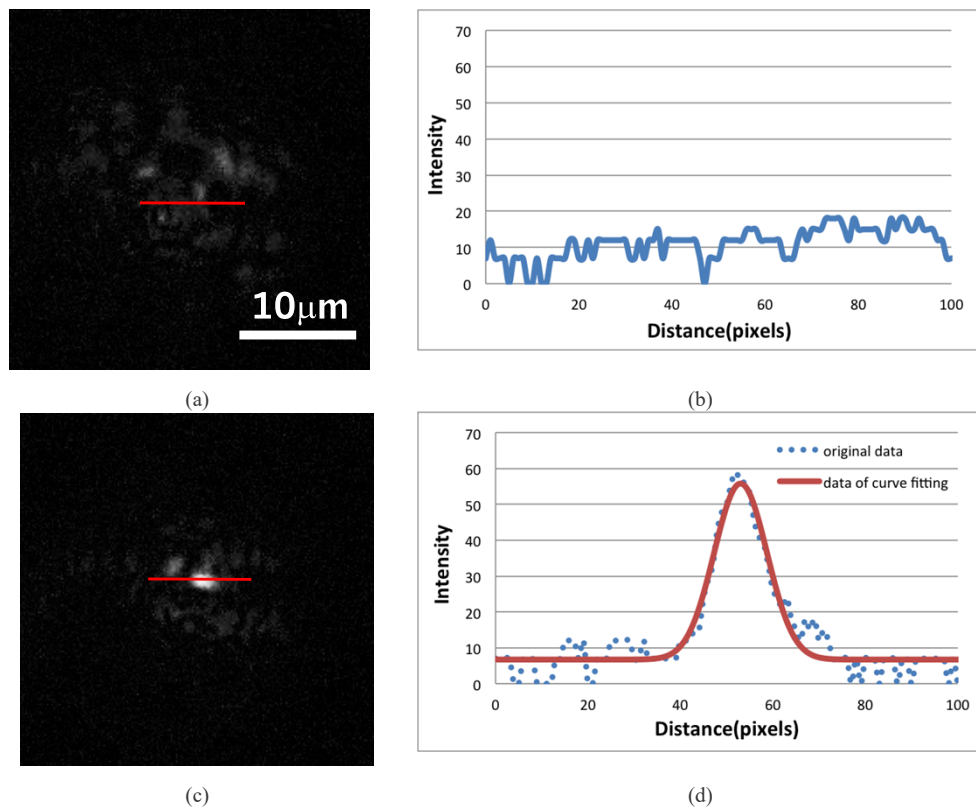 10μm
(a)
70
60
50
40
30
20
10
0
Intensity
0 20 40 60 80 100
Distance(pixels)
(b)
(c)
70
60
50
40
30
20
10
0
Intensity
original data
data of curve fitting
0 20 40 60 80 100
Distance(pixels)
(d)